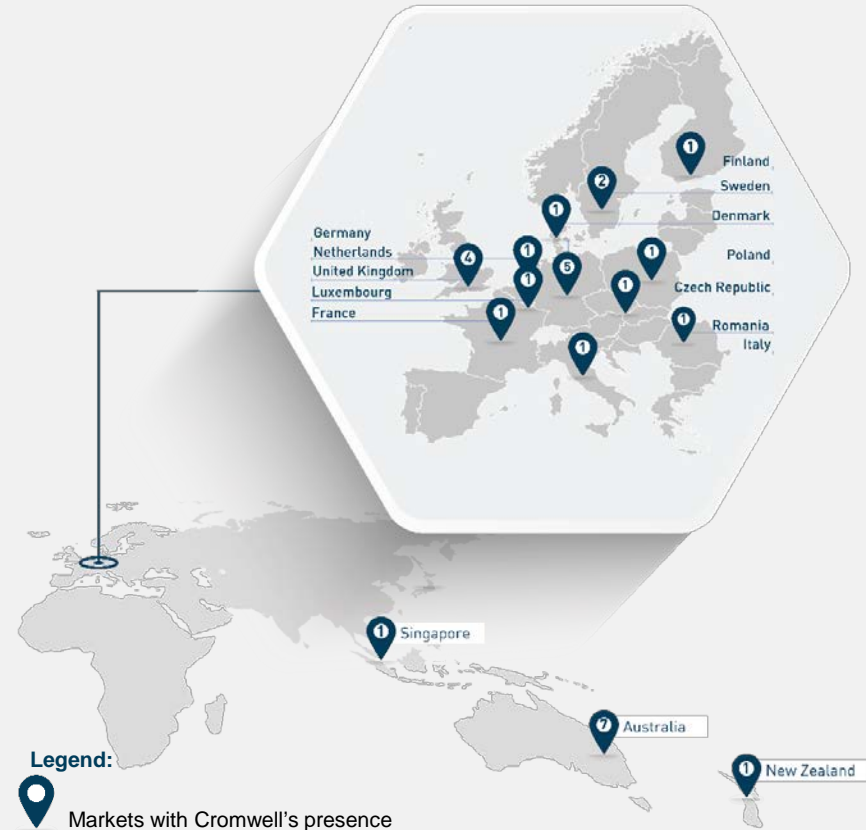 1
Finland
2
Sweden
1
Denmark
Germany
Netherlands
1
1
Poland
4
United Kingdom
5
Luxembourg
1
1
Czech Republic
France
1
1
Romania
1
Italy
1 Singapore
7 Australia
1 New Zealand
Legend:
Markets with Cromwell's presence